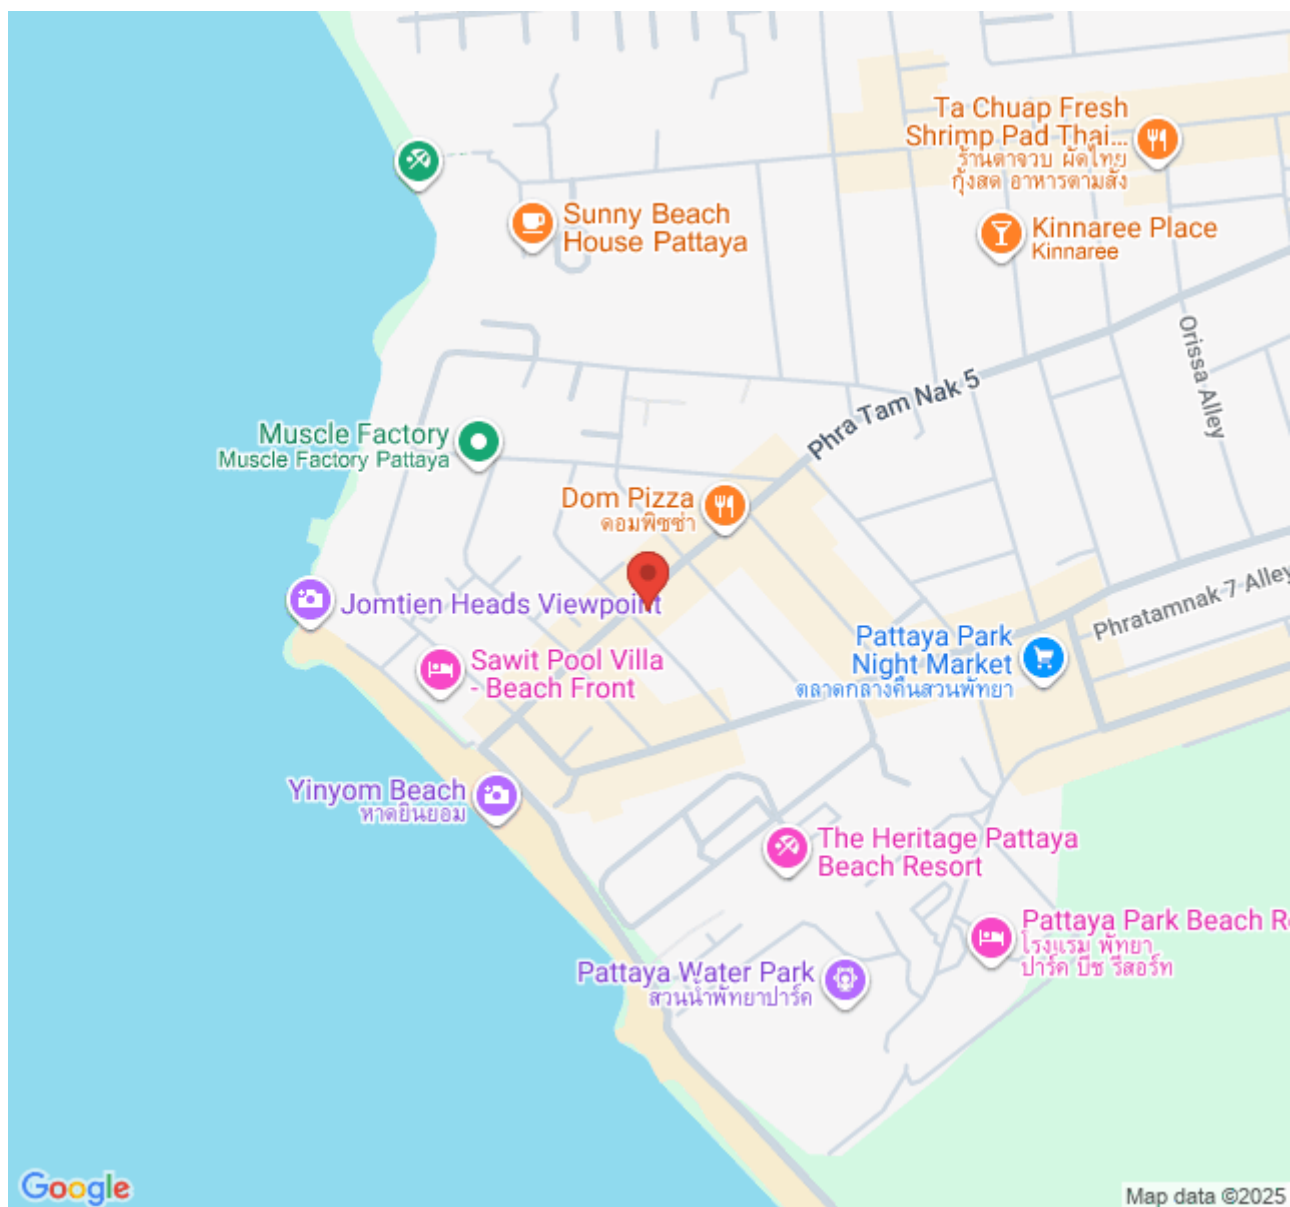 Ta Chuap Fresh
Shrimp Pad Thai...
ร้านตาจวบ ผัดไทย
กุ้งสด อาหารตามสั่ง
Sunny Beach
House Pattaya
Kinnaree Place
Kinnaree
Orissa Alley
Phra Tam Nak 5
Muscle Factory
Muscle Factory Pattaya
Dom Pizza
ดอมพิซซ่า
Jomtien Heads Viewpoint
Phratamnak 7 Alley
Pattaya Park
Night Market
ตลาดกลางคืนสวนพัทยา
Sawit Pool Villa
- Beach Front
Yinyom Beach
หาดยินยอม
The Heritage Pattaya
Beach Resort
Pattaya Park Beach R
โรงแรม พัทยา
ปาร์ค บีช รีสอร์ท
Pattaya Water Park
สวนน้ำพัทยาปาร์ค
Google
Map data ©2025